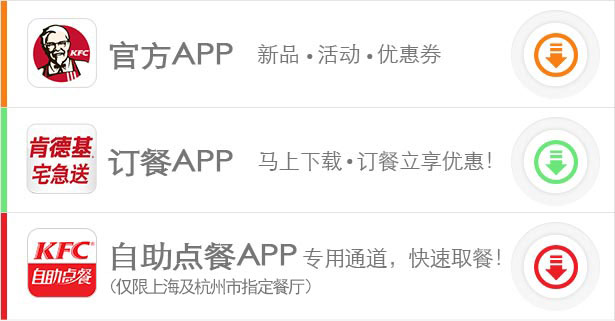 KFC
官方APP 新品·活动·优惠券
肯德基
宅急送
订餐APP 马上下载·订餐立享优惠!
KFC
自助点餐
自助点餐APP 专用通道，快速取餐!
(仅限上海及杭州市指定餐厅)